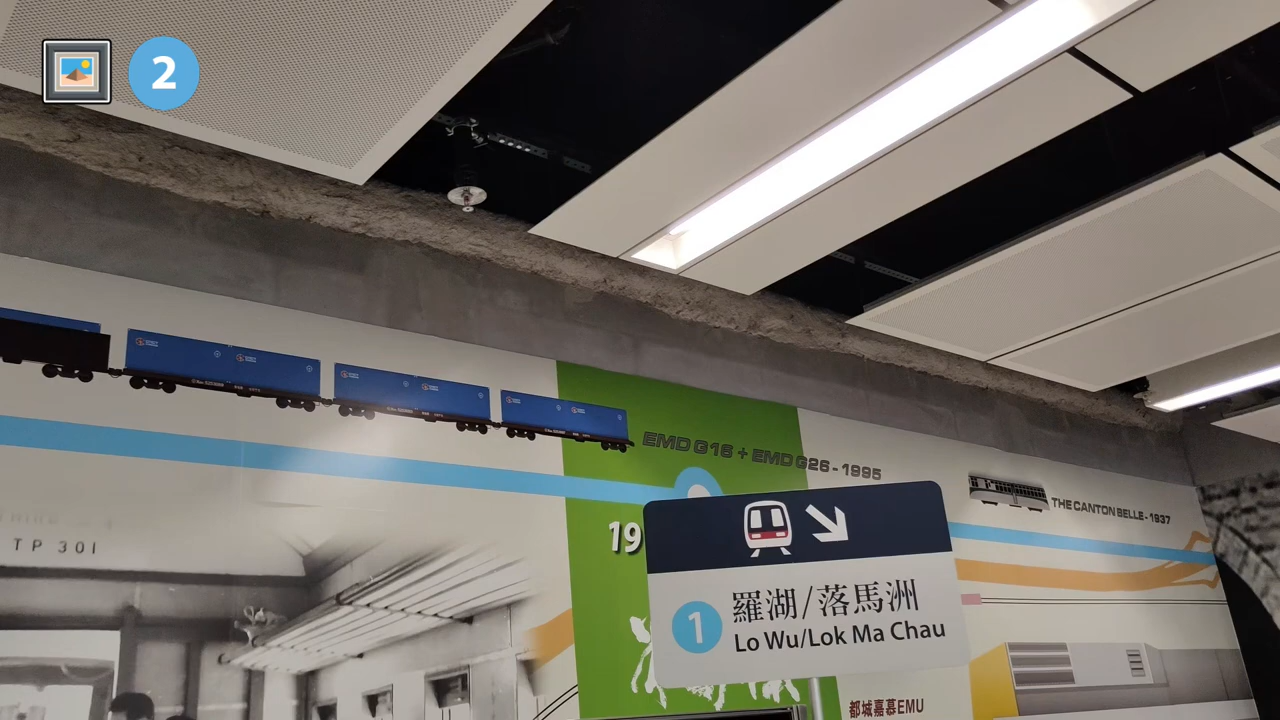 2
EMD G16 + EMD G26 - 1995
THE CANTON BELLE - 1937
TP 301
19
1
羅湖/落馬洲
Lo Wu/Lok Ma Chau
都城嘉慕EMU